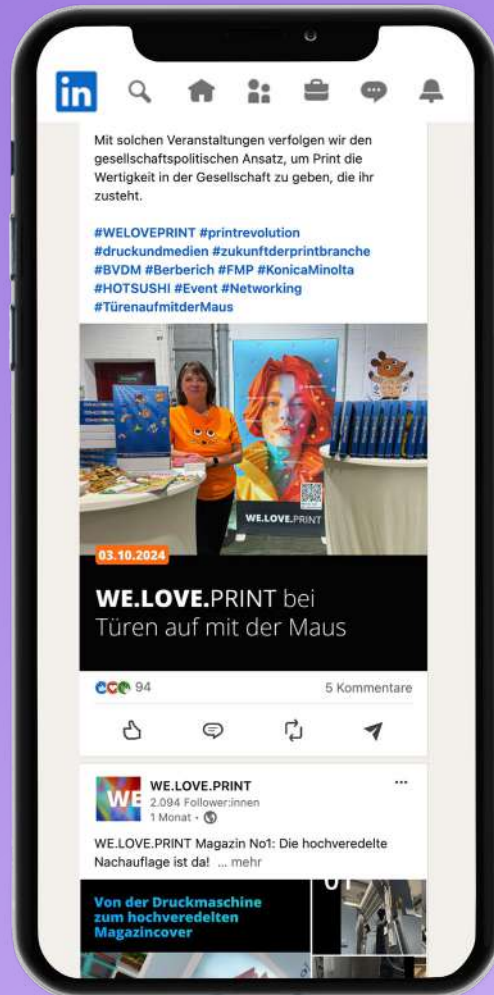 in
Mit solchen Veranstaltungen verfolgen wir den
gesellschaftspolitischen Ansatz, um Print die
Wertigkeit in der Gesellschaft zu geben, die ihr
zusteht.
#WELOVEPRINT #printrevolution
#druckundmedien #zukunftderprintbranche
#BVDM #Berberich #FMP #KonicaMinolta
#HOTSUSHI #Event #Networking
#TürenaufmitderMaus
WE.LOVE.PRINT
03.10.2024
WE.LOVE.PRINT bei
Türen auf mit der Maus
94
5 Kommentare
WE
WE.LOVE.PRINT
2.094 Follower:innen
1 Monat •
WE.LOVE.PRINT Magazin No1: Die hochveredelte
Nachauflage ist da! ... mehr
Von der Druckmaschine
zum hochveredelten
Magazincover
01